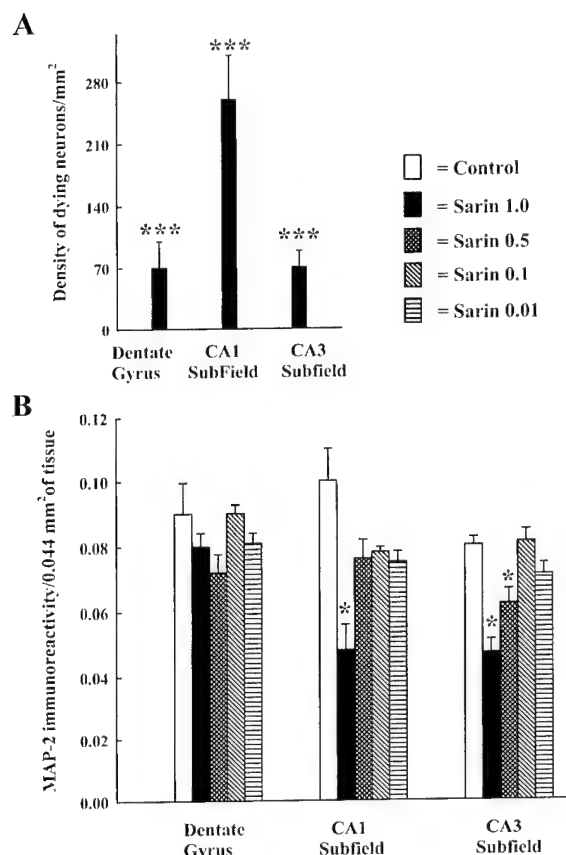 A
Density of dying neurons/mm²
280
210
140
70
0
***
***
***
Dentate
Gyrus
CA1
SubField
CA3
Subfield
= Control
= Sarin 1.0
= Sarin 0.5
= Sarin 0.1
= Sarin 0.01
B
MAP-2 immunoreactivity/0.044 mm² of tissue
0.12
0.10
0.08
0.06
0.04
0.02
0.00
*
*
*
Dentate
Gyrus
CA1
Subfield
CA3
Subfield